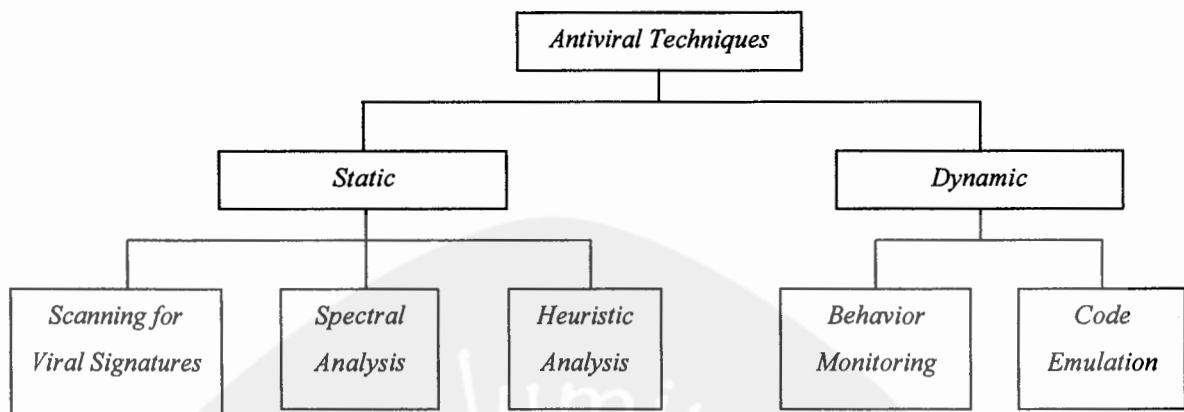 Antiviral Techniques
Static
Dynamic
Scanning for
Viral Signatures
Spectral
Analysis
Heuristic
Analysis
Behavior
Monitoring
Code
Emulation